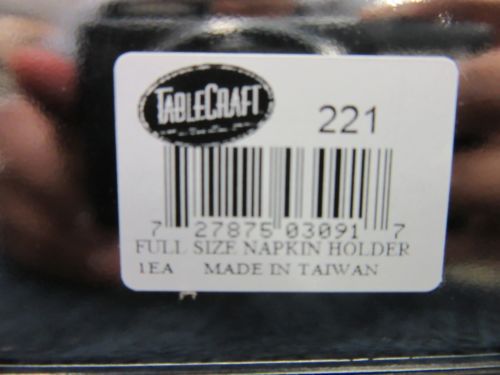 TABLECRAFT
221
7 27875 03091 7
FULL SIZE NAPKIN HOLDER
1EA MADE IN TAIWAN